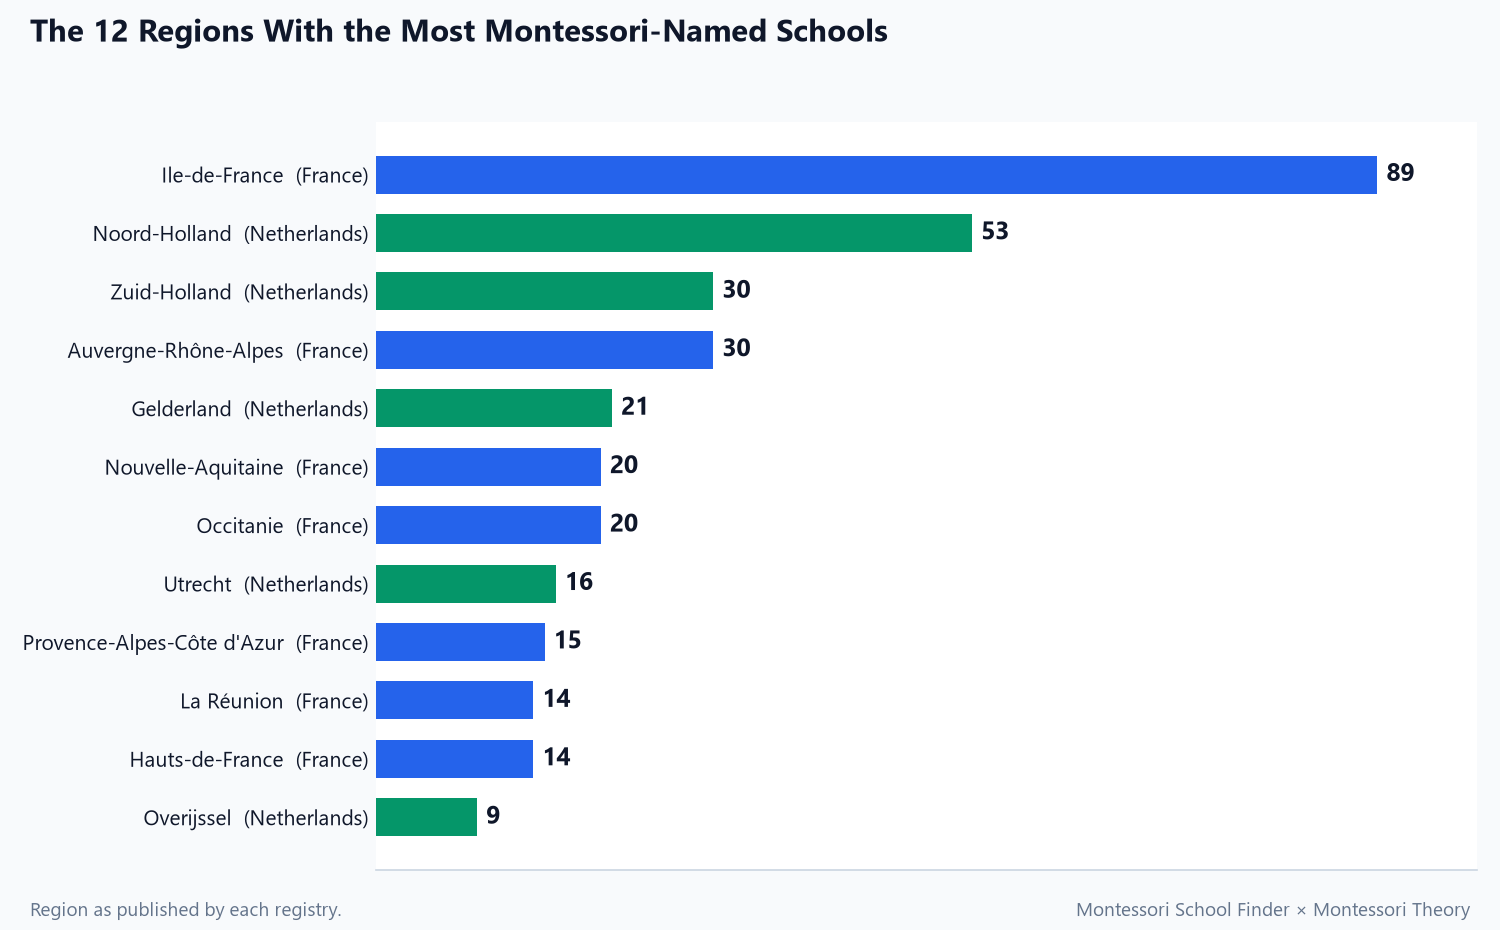 The 12 Regions With the Most Montessori-Named Schools
Ile-de-France (France) 89
Noord-Holland (Netherlands) 53
Zuid-Holland (Netherlands) 30
Auvergne-Rhône-Alpes (France) 30
Gelderland (Netherlands) 21
Nouvelle-Aquitaine (France) 20
Occitanie (France) 20
Utrecht (Netherlands) 16
Provence-Alpes-Côte d'Azur (France) 15
La Réunion (France) 14
Hauts-de-France (France) 14
Overijssel (Netherlands) 9
Region as published by each registry.
Montessori School Finder × Montessori Theory